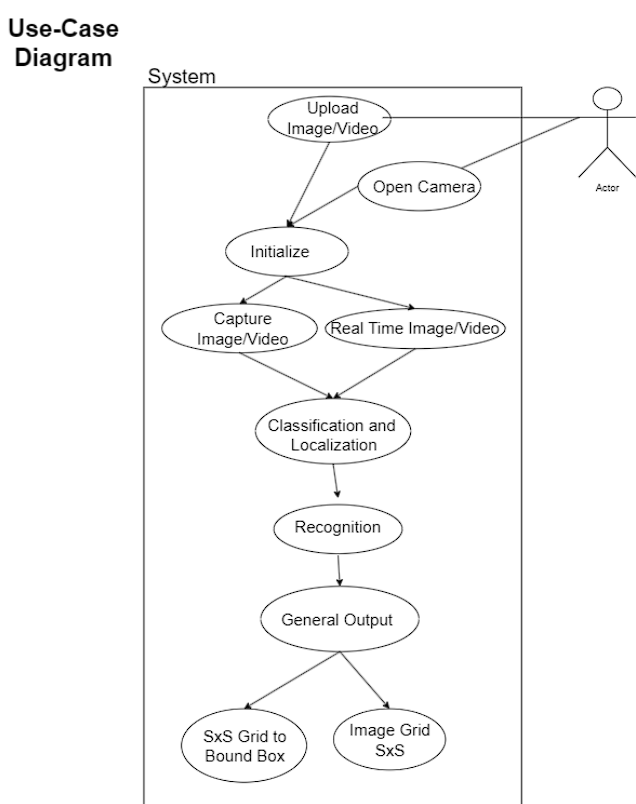 Use-Case
Diagram
System
Upload
Image/Video
Open Camera
Actor
Initialize
Capture
Image/Video
Real Time Image/Video
Classification and
Localization
Recognition
General Output
SxS Grid to
Bound Box
Image Grid
SxS